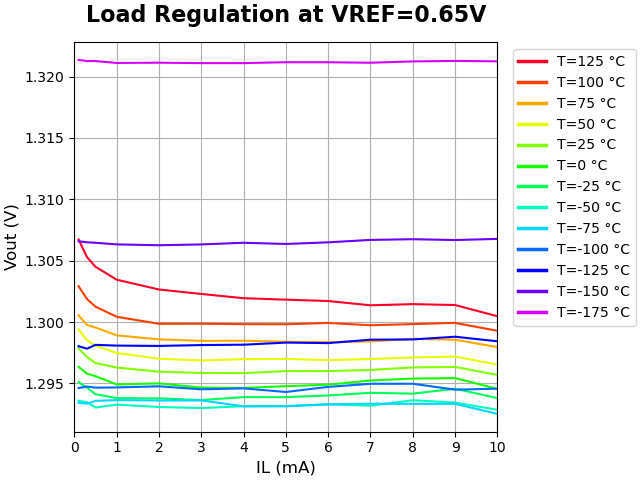 Load Regulation at VREF=0.65V
Vout (V)
1.320
1.315
1.310
1.305
1.300
1.295
0 1 2 3 4 5 6 7 8 9 10
IL (mA)
T=125 °C
T=100 °C
T=75 °C
T=50 °C
T=25 °C
T=0 °C
T=-25 °C
T=-50 °C
T=-75 °C
T=-100 °C
T=-125 °C
T=-150 °C
T=-175 °C